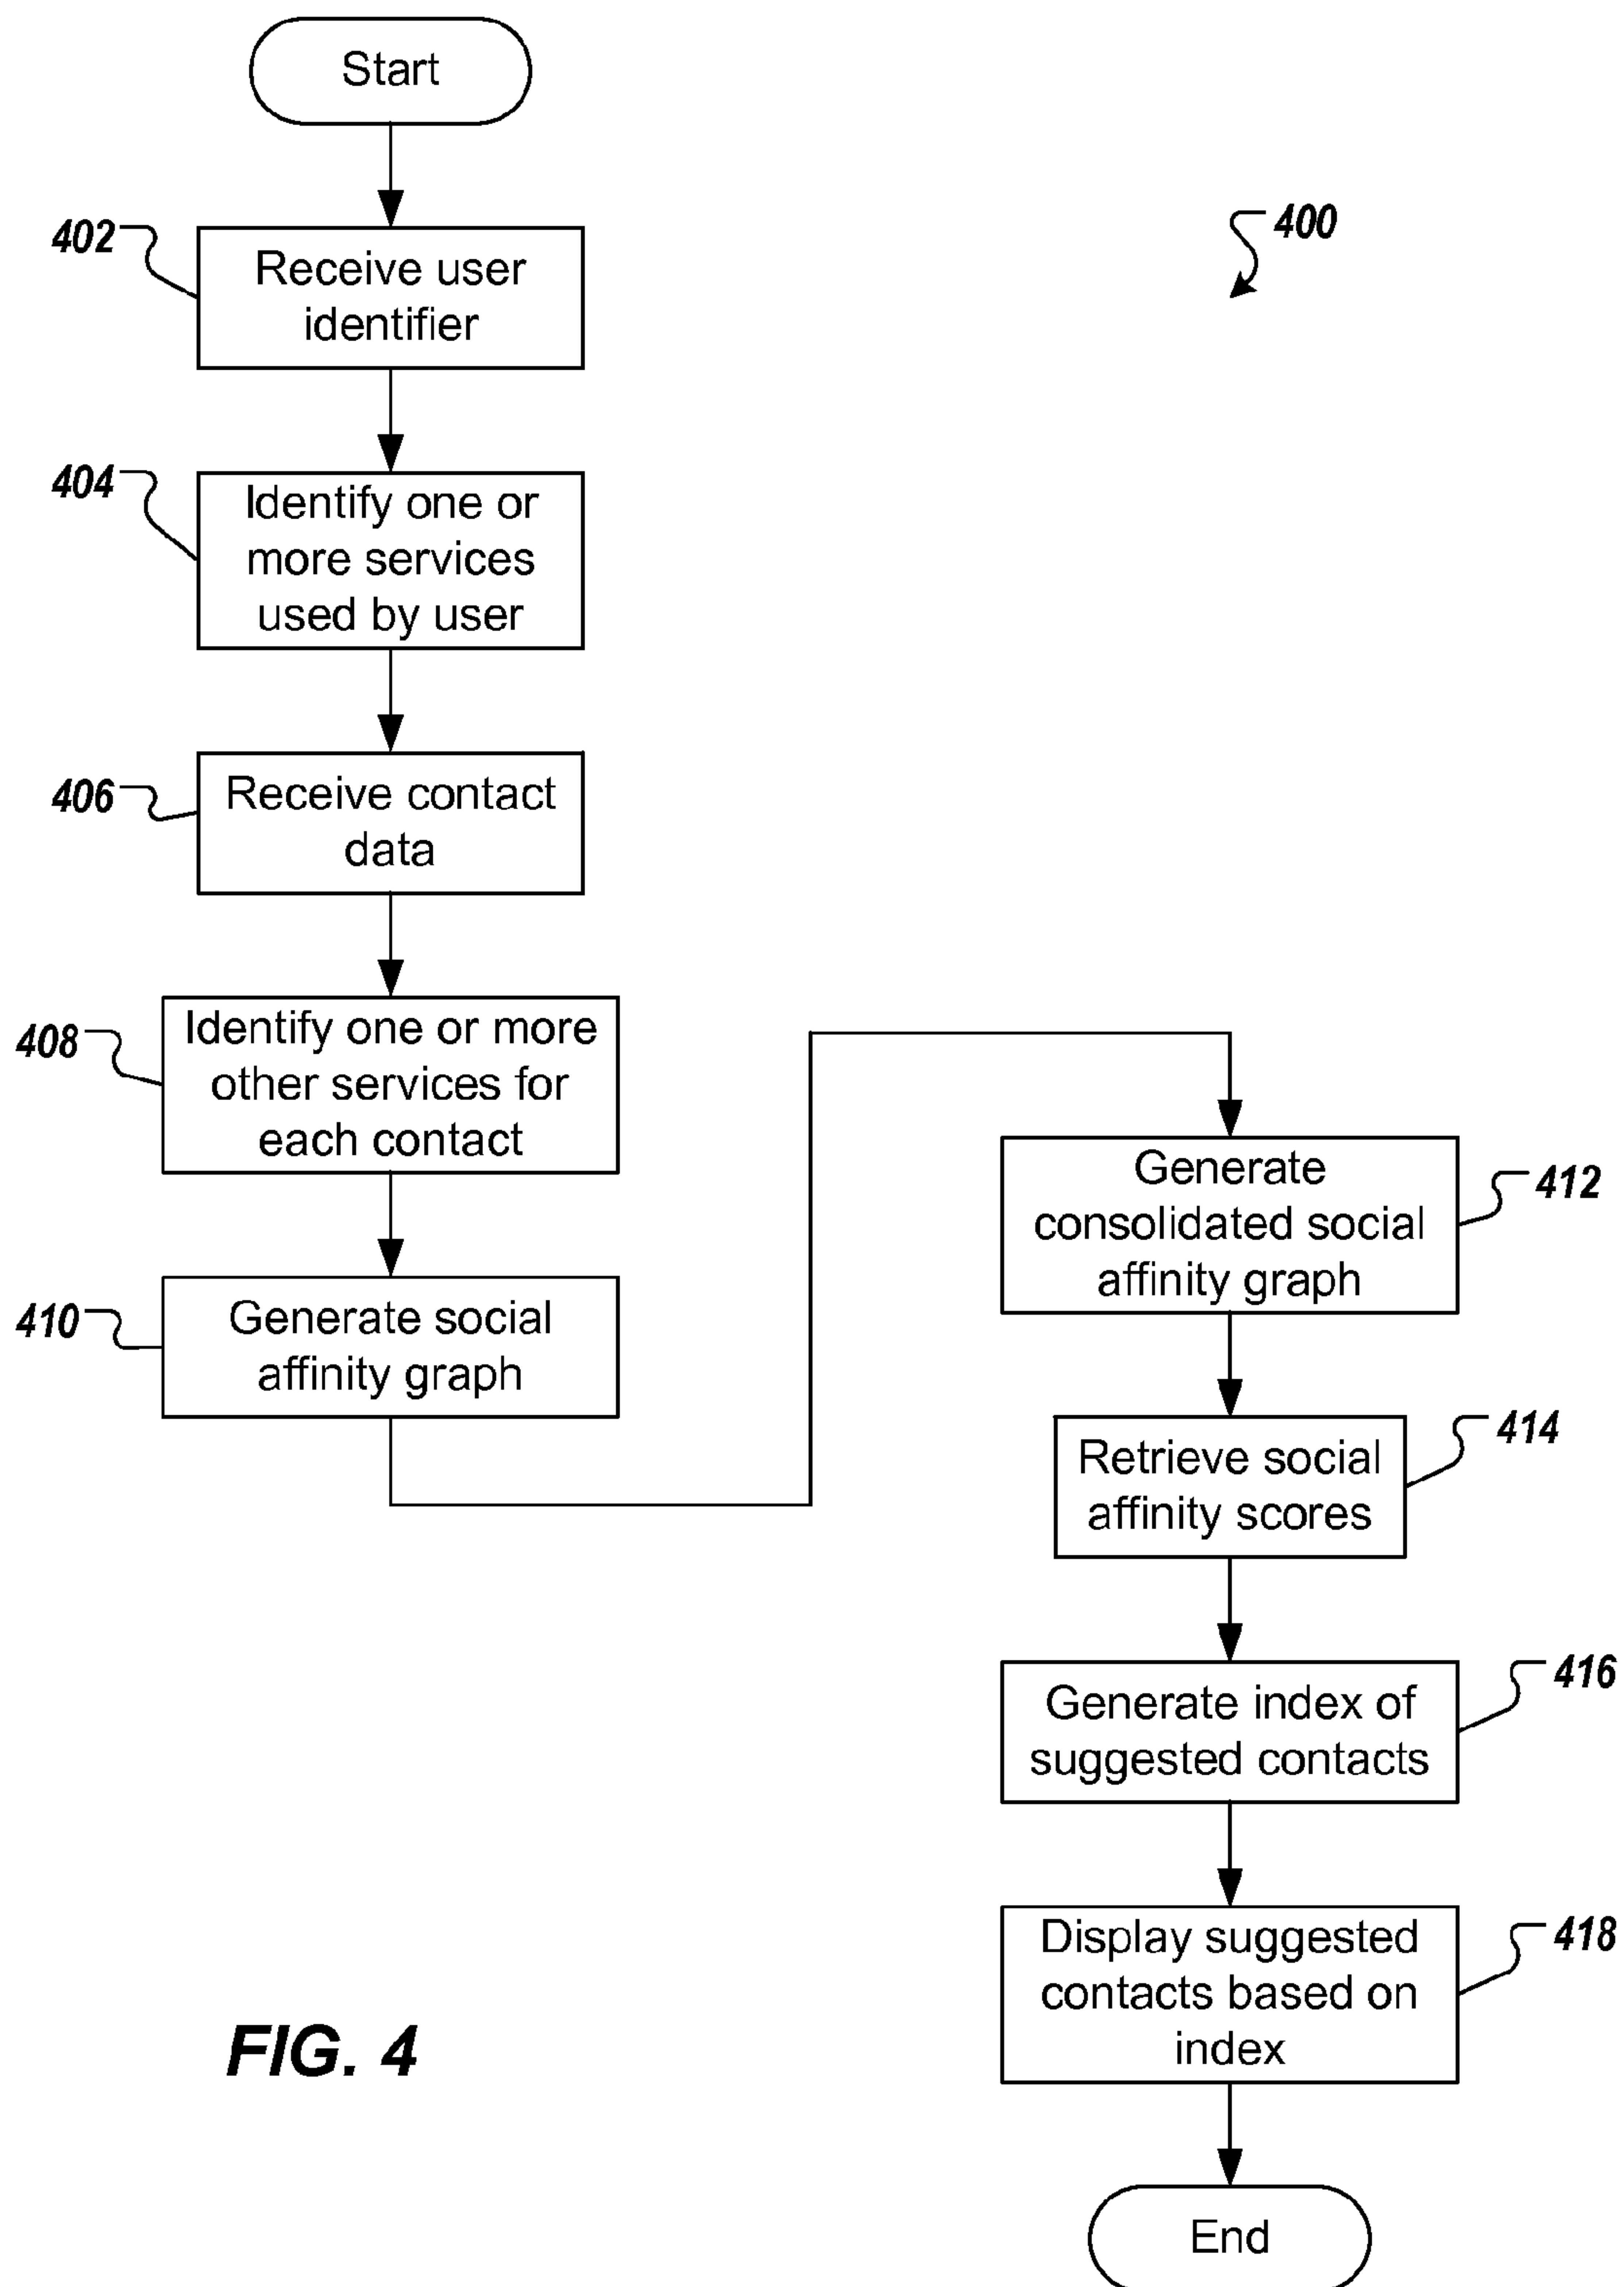 Start
400
402
Receive user
identifier
404
Identify one or
more services
used by user
406
Receive contact
data
408
Identify one or more
other services for
each contact
410
Generate social
affinity graph
412
Generate
consolidated social
affinity graph
414
Retrieve social
affinity scores
416
Generate index of
suggested contacts
418
Display suggested
contacts based on
index
End
FIG. 4